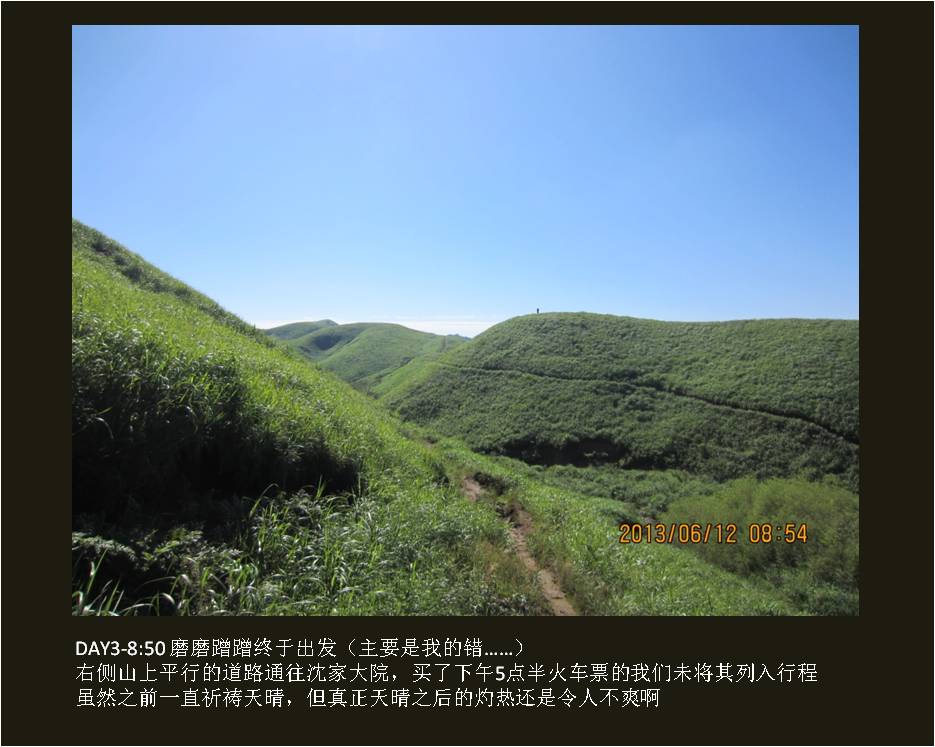 2013/06/12 08:54
DAY3-8:50 磨磨蹭蹭终于出发（主要是我的错……）
右侧山上平行的道路通往沈家大院，买了下午5点半火车票的我们未将其列入行程
虽然之前一直祈祷天晴，但真正天晴之后的灼热还是令人不爽啊